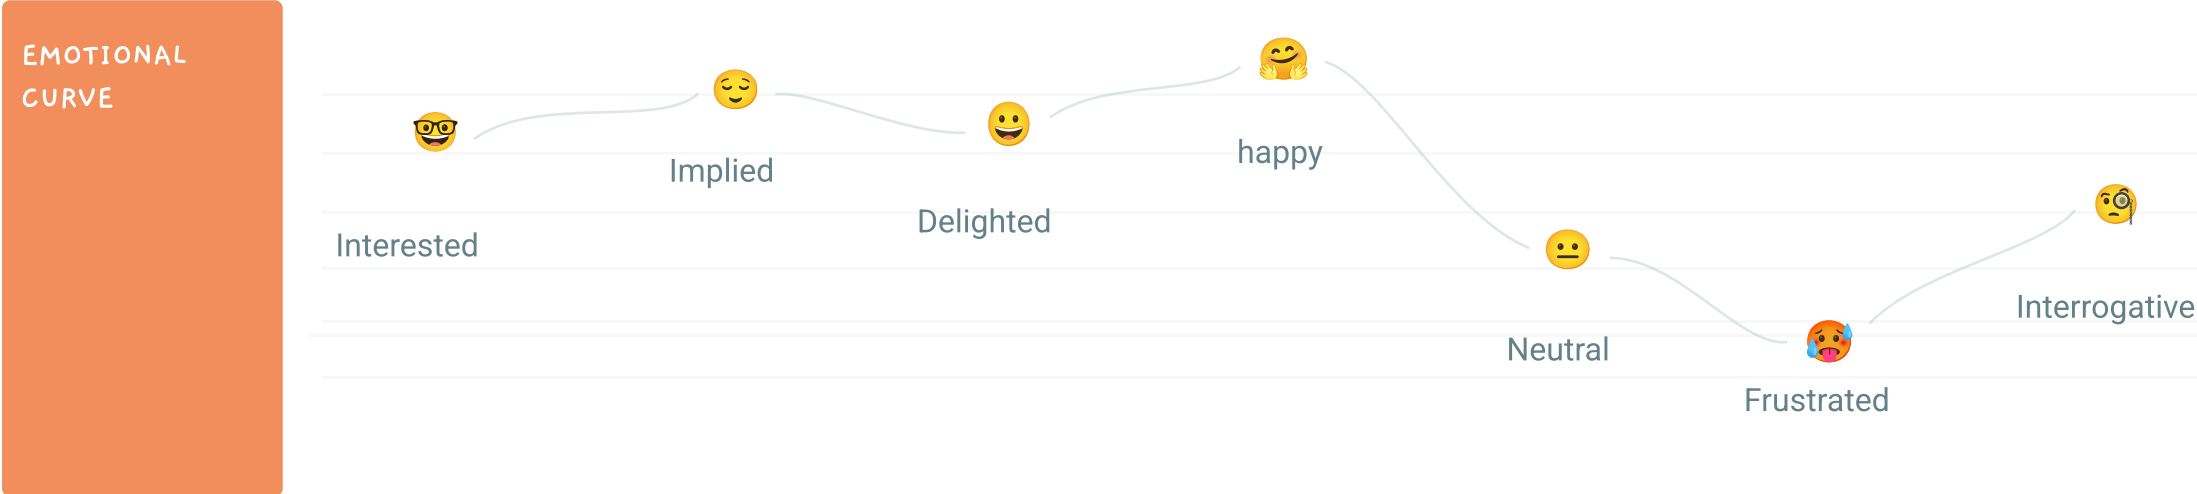 EMOTIONAL
CURVE
Interested
Implied
Delighted
happy
Neutral
Frustrated
Interrogative